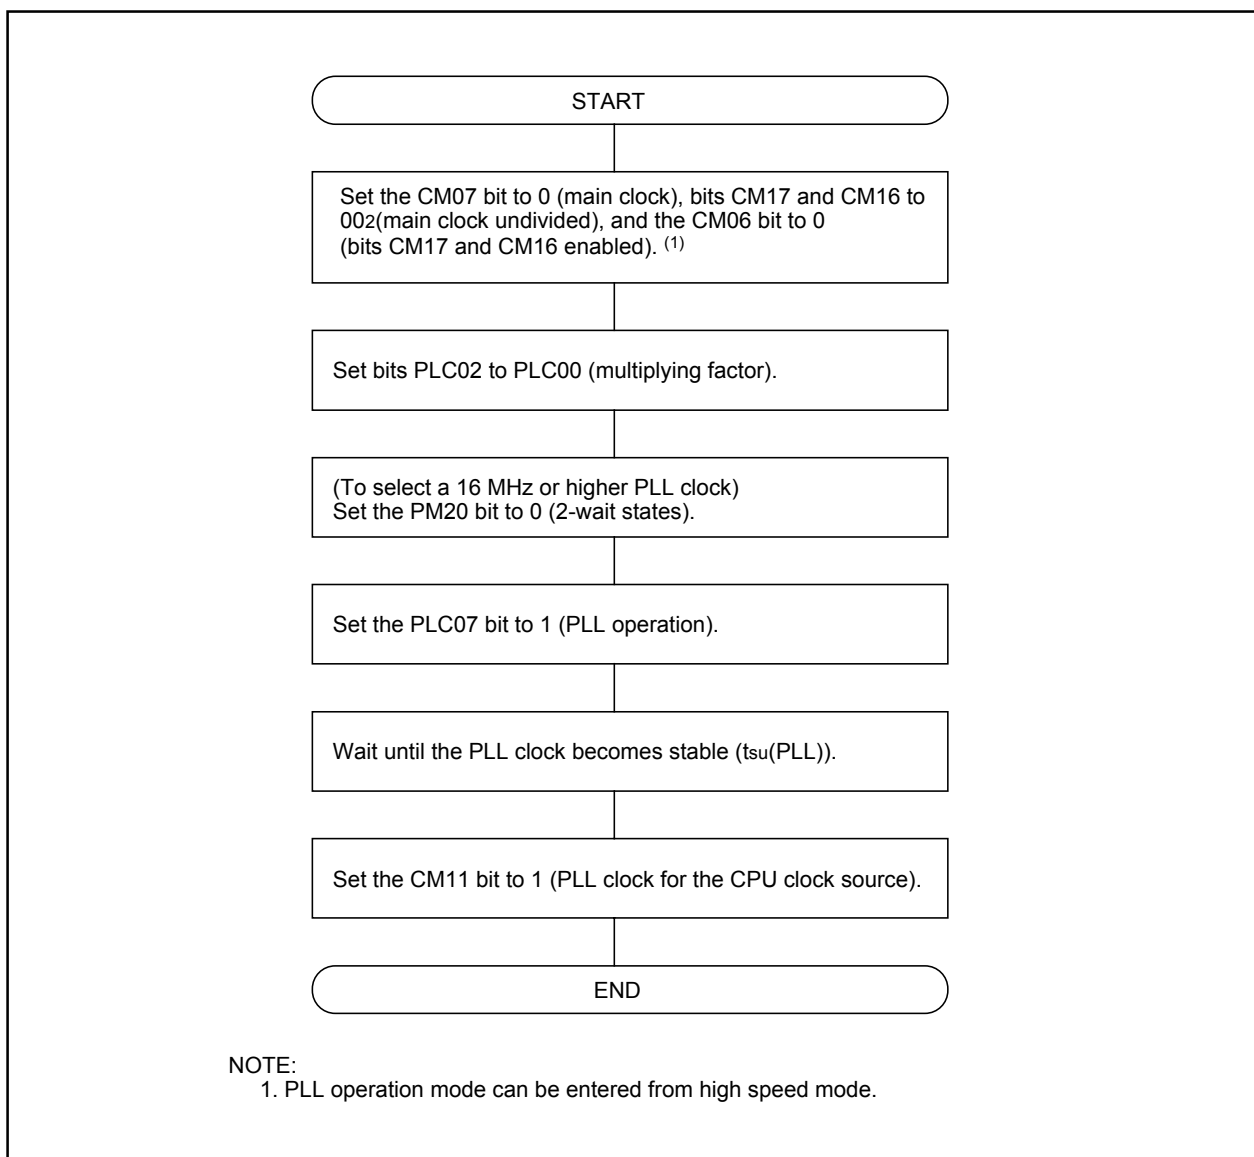 START
Set the CM07 bit to 0 (main clock), bits CM17 and CM16 to
002(main clock undivided), and the CM06 bit to 0
(bits CM17 and CM16 enabled). (1)
Set bits PLC02 to PLC00 (multiplying factor).
(To select a 16 MHz or higher PLL clock)
Set the PM20 bit to 0 (2-wait states).
Set the PLC07 bit to 1 (PLL operation).
Wait until the PLL clock becomes stable (tsu(PLL)).
Set the CM11 bit to 1 (PLL clock for the CPU clock source).
END
NOTE:
1. PLL operation mode can be entered from high speed mode.